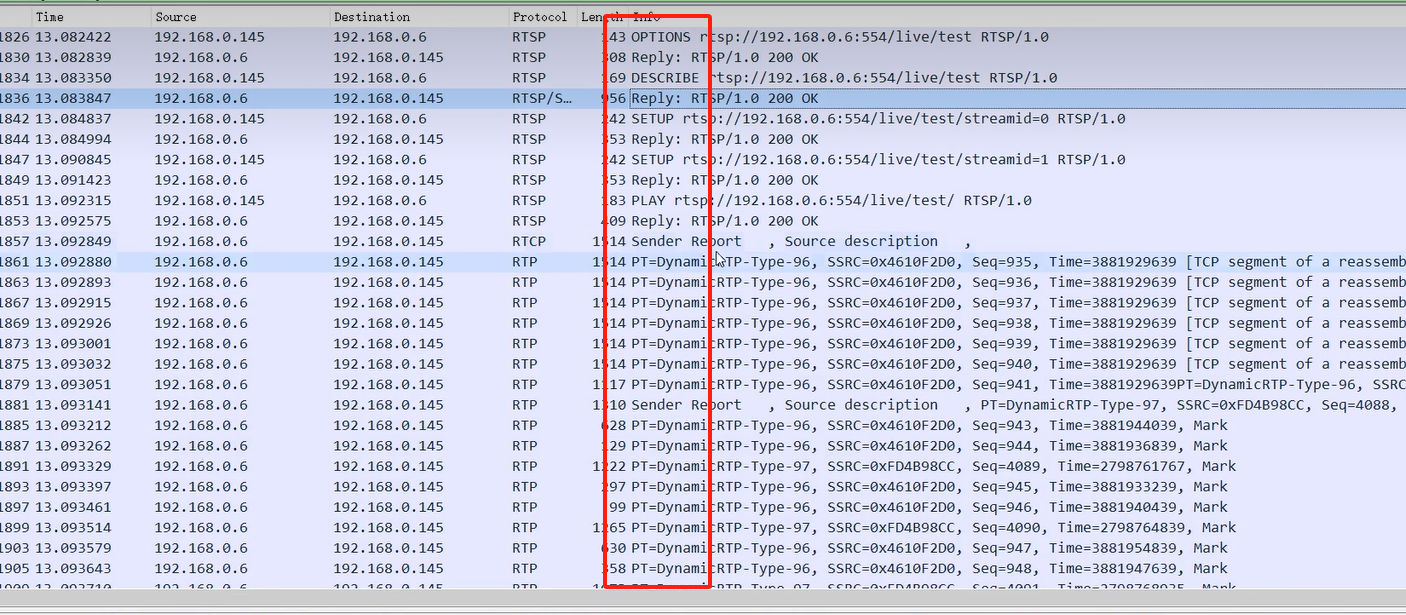 Time Source Destination Protocol Length Info
1826 13.082422 192.168.0.145 192.168.0.6 RTSP 143 OPTIONS rtsp://192.168.0.6:554/live/test RTSP/1.0
1830 13.082839 192.168.0.6 192.168.0.145 RTSP 308 Reply: RTSP/1.0 200 OK
1834 13.083350 192.168.0.145 192.168.0.6 RTSP 169 DESCRIBE rtsp://192.168.0.6:554/live/test RTSP/1.0
1836 13.083847 192.168.0.6 192.168.0.145 RTSP/S… 956 Reply: RTSP/1.0 200 OK
1842 13.084837 192.168.0.145 192.168.0.6 RTSP 242 SETUP rtsp://192.168.0.6:554/live/test/streamid=0 RTSP/1.0
1844 13.084994 192.168.0.6 192.168.0.145 RTSP 353 Reply: RTSP/1.0 200 OK
1847 13.090845 192.168.0.145 192.168.0.6 RTSP 242 SETUP rtsp://192.168.0.6:554/live/test/streamid=1 RTSP/1.0
1849 13.091423 192.168.0.6 192.168.0.145 RTSP 353 Reply: RTSP/1.0 200 OK
1851 13.092315 192.168.0.145 192.168.0.6 RTSP 183 PLAY rtsp://192.168.0.6:554/live/test/ RTSP/1.0
1853 13.092575 192.168.0.6 192.168.0.145 RTSP 409 Reply: RTSP/1.0 200 OK
1857 13.092849 192.168.0.6 192.168.0.145 RTCP 1514 Sender Report , Source description ,
1861 13.092880 192.168.0.6 192.168.0.145 RTP 1514 PT=DynamicRTP-Type-96, SSRC=0x4610F2D0, Seq=935, Time=3881929639 [TCP segment of a reassemb
1863 13.092893 192.168.0.6 192.168.0.145 RTP 1514 PT=DynamicRTP-Type-96, SSRC=0x4610F2D0, Seq=936, Time=3881929639 [TCP segment of a reassemb
1867 13.092915 192.168.0.6 192.168.0.145 RTP 1514 PT=DynamicRTP-Type-96, SSRC=0x4610F2D0, Seq=937, Time=3881929639 [TCP segment of a reassemb
1869 13.092926 192.168.0.6 192.168.0.145 RTP 1514 PT=DynamicRTP-Type-96, SSRC=0x4610F2D0, Seq=938, Time=3881929639 [TCP segment of a reassemb
1873 13.093001 192.168.0.6 192.168.0.145 RTP 1514 PT=DynamicRTP-Type-96, SSRC=0x4610F2D0, Seq=939, Time=3881929639 [TCP segment of a reassemb
1875 13.093032 192.168.0.6 192.168.0.145 RTP 1514 PT=DynamicRTP-Type-96, SSRC=0x4610F2D0, Seq=940, Time=3881929639 [TCP segment of a reassemb
1879 13.093051 192.168.0.6 192.168.0.145 RTP 1117 PT=DynamicRTP-Type-96, SSRC=0x4610F2D0, Seq=941, Time=3881929639PT=DynamicRTP-Type-96, SSRC
1881 13.093141 192.168.0.6 192.168.0.145 RTP 1310 Sender Report , Source description , PT=DynamicRTP-Type-97, SSRC=0xFD4B98CC, Seq=4088,
1885 13.093212 192.168.0.6 192.168.0.145 RTP 628 PT=DynamicRTP-Type-96, SSRC=0x4610F2D0, Seq=943, Time=3881944039, Mark
1887 13.093262 192.168.0.6 192.168.0.145 RTP 129 PT=DynamicRTP-Type-96, SSRC=0x4610F2D0, Seq=944, Time=3881936839, Mark
1891 13.093329 192.168.0.6 192.168.0.145 RTP 1222 PT=DynamicRTP-Type-97, SSRC=0xFD4B98CC, Seq=4089, Time=2798761767, Mark
1893 13.093397 192.168.0.6 192.168.0.145 RTP 297 PT=DynamicRTP-Type-96, SSRC=0x4610F2D0, Seq=945, Time=3881933239, Mark
1897 13.093461 192.168.0.6 192.168.0.145 RTP 99 PT=DynamicRTP-Type-96, SSRC=0x4610F2D0, Seq=946, Time=3881940439, Mark
1899 13.093514 192.168.0.6 192.168.0.145 RTP 1265 PT=DynamicRTP-Type-97, SSRC=0xFD4B98CC, Seq=4090, Time=2798764839, Mark
1903 13.093579 192.168.0.6 192.168.0.145 RTP 630 PT=DynamicRTP-Type-96, SSRC=0x4610F2D0, Seq=947, Time=3881954839, Mark
1905 13.093643 192.168.0.6 192.168.0.145 RTP 358 PT=DynamicRTP-Type-96, SSRC=0x4610F2D0, Seq=948, Time=3881947639, Mark